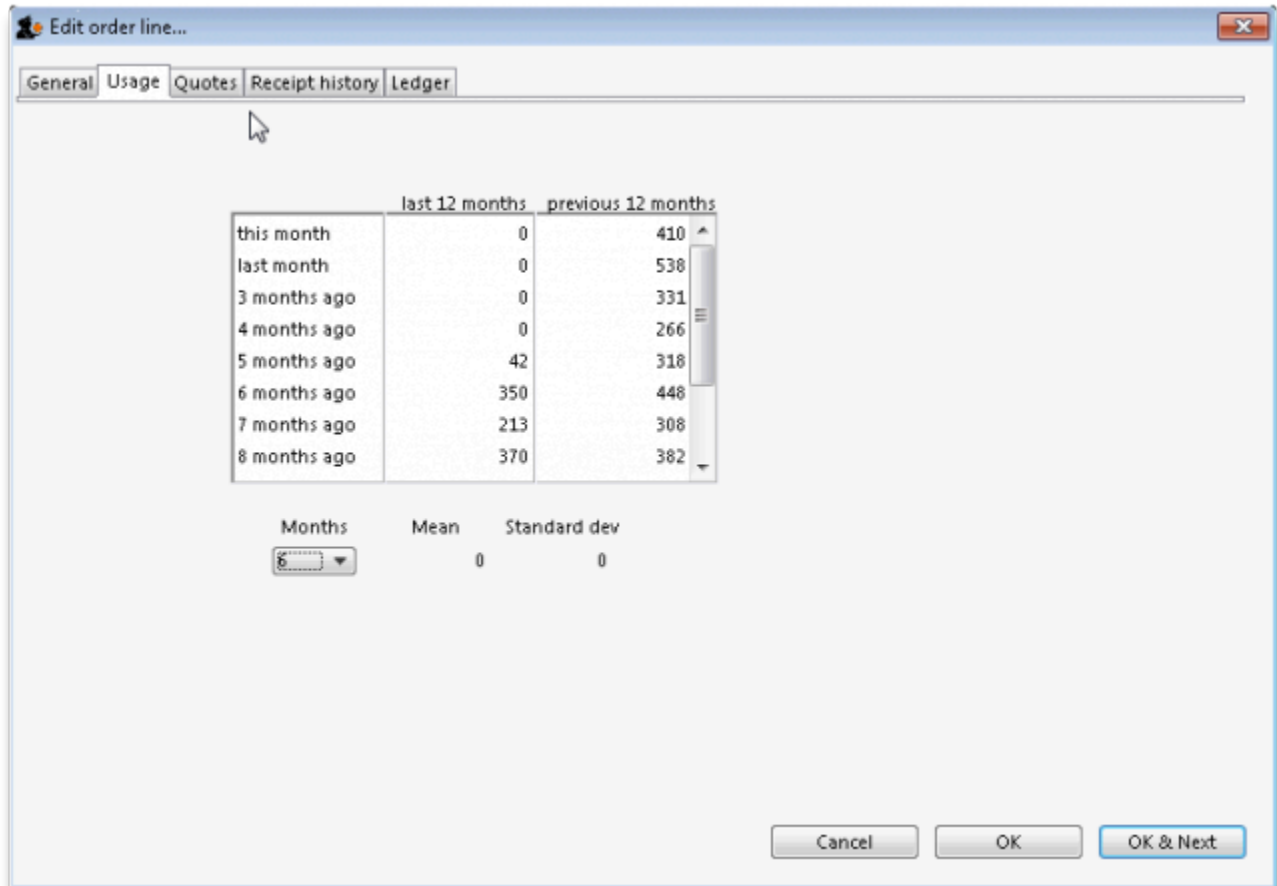 Edit order line...
General Usage Quotes Receipt history Ledger
last 12 months previous 12 months
this month 0 410
last month 0 538
3 months ago 0 331
4 months ago 0 266
5 months ago 42 318
6 months ago 350 448
7 months ago 213 308
8 months ago 370 382
Months Mean Standard dev
6 0 0
Cancel OK OK & Next